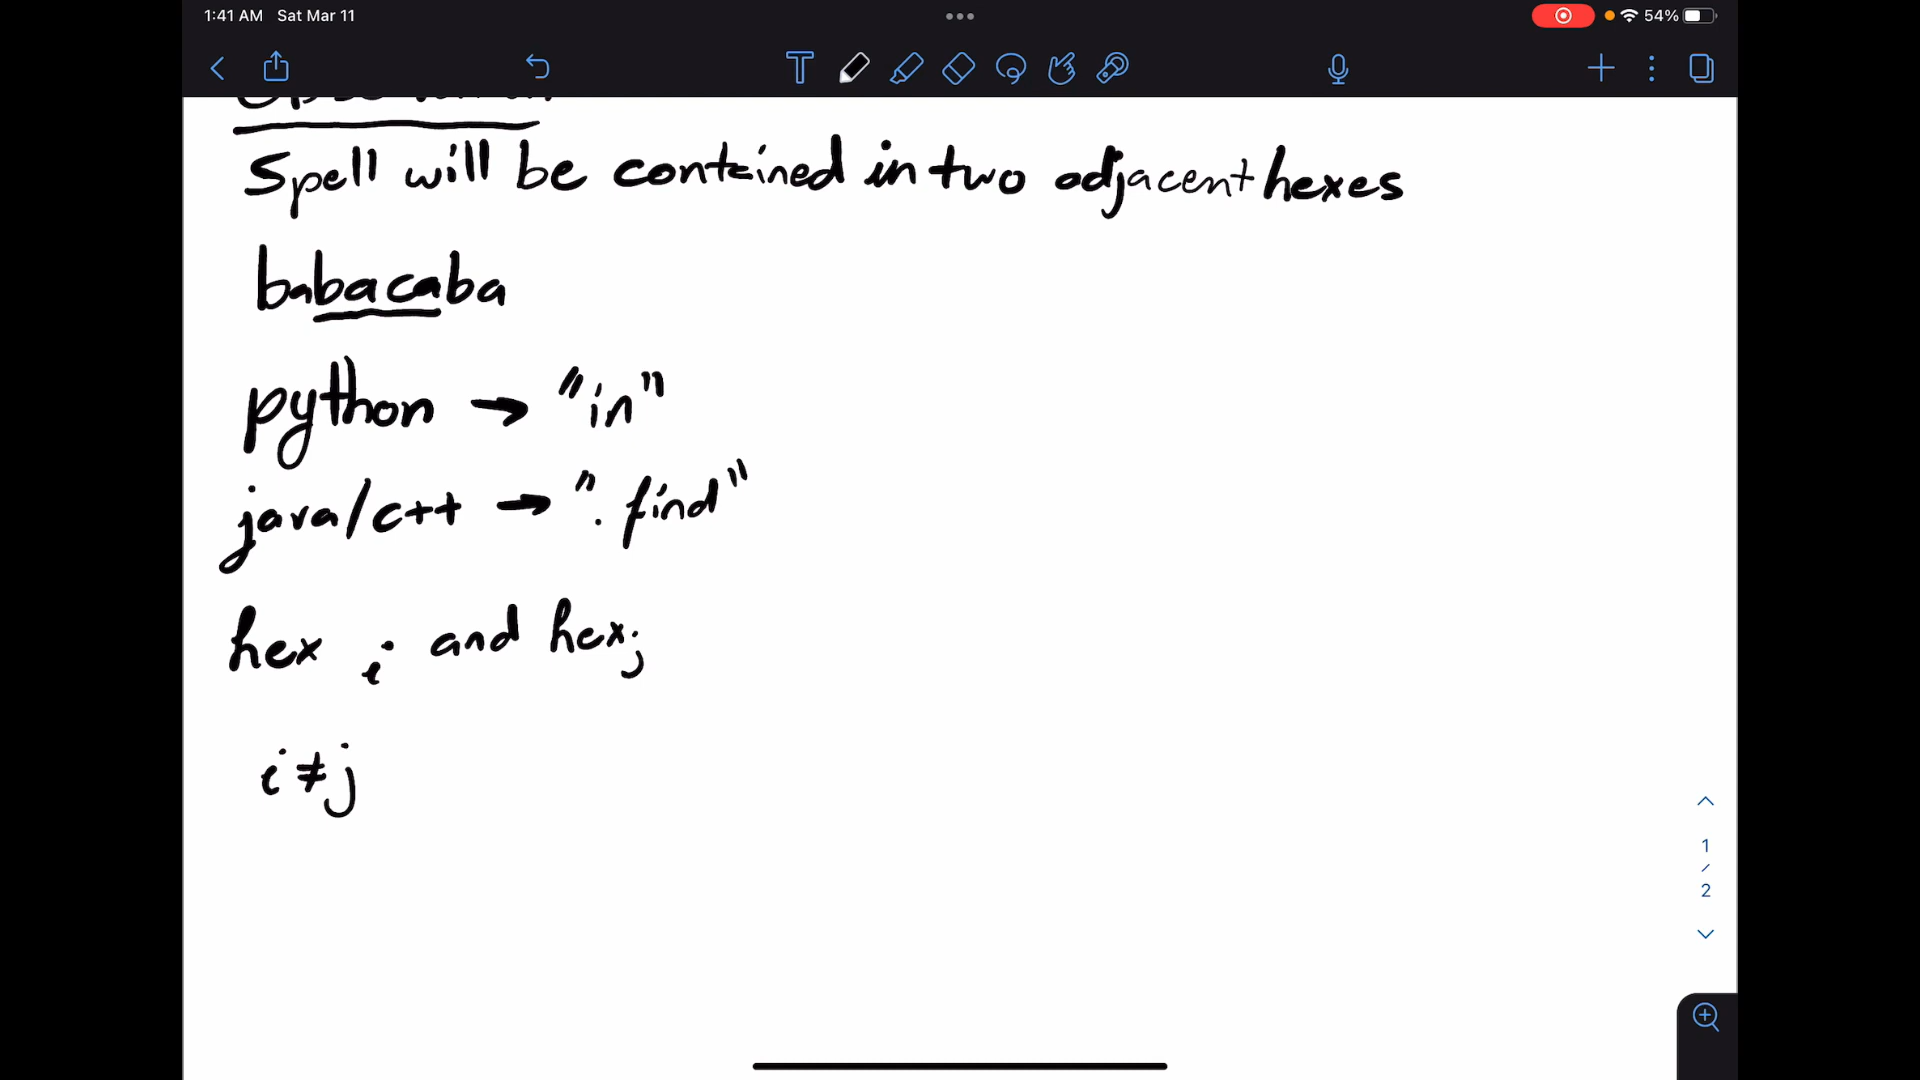 1:41 AM Sat Mar 11
54%
Spell will be contained in two adjacent hexes
babacaba
python → "in"
java/c++ → ".find"
hex i and hex j
i ≠ j
1
/
2